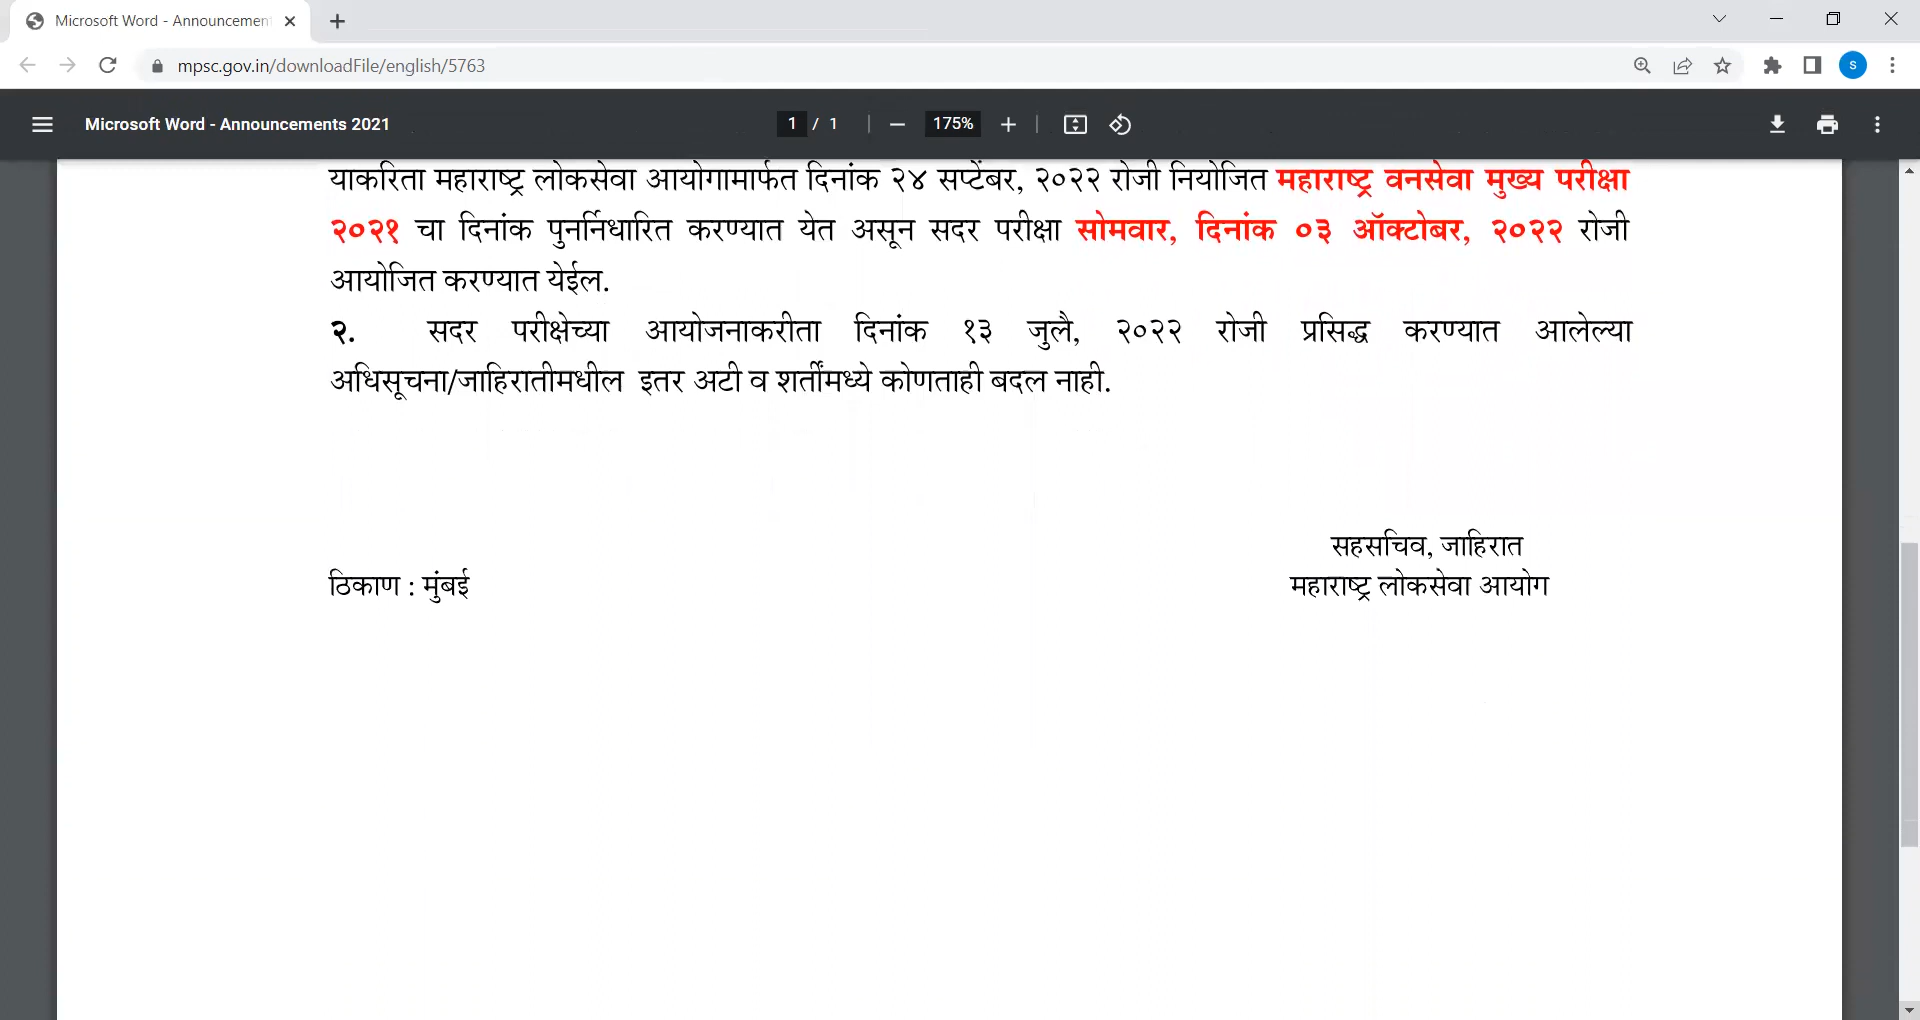 Microsoft Word - Announcemen
mpsc.gov.in/downloadFile/english/5763
S
Microsoft Word - Announcements 2021
1 / 1
175%
याकरिता महाराष्ट्र लोकसेवा आयोगामार्फत दिनांक २४ सप्टेंबर, २०२२ रोजी नियोजित महाराष्ट्र वनसेवा मुख्य परीक्षा
२०२१ चा दिनांक पुनर्निधारित करण्यात येत असून सदर परीक्षा सोमवार, दिनांक ०३ ऑक्टोबर, २०२२ रोजी
आयोजित करण्यात येईल.
२. सदर परीक्षेच्या आयोजनाकरीता दिनांक १३ जुलै, २०२२ रोजी प्रसिद्ध करण्यात आलेल्या
अधिसूचना/जाहिरातीमधील इतर अटी व शर्तींमध्ये कोणताही बदल नाही.
सहसचिव, जाहिरात
ठिकाण : मुंबई महाराष्ट्र लोकसेवा आयोग